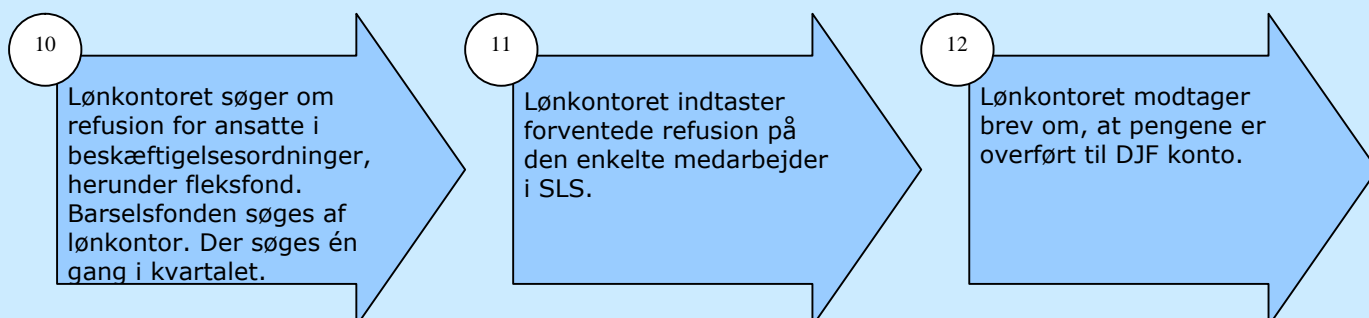 10
Lønkontoret søger om
refusion for ansatte i
beskæftigelsesordninger,
herunder fleksfond.
Barselsfonden søges af
lønkontor. Der søges én
gang i kvartalet.
11
Lønkontoret indtaster
forventede refusion på
den enkelte medarbejder
i SLS.
12
Lønkontoret modtager
brev om, at pengene er
overført til DJF konto.